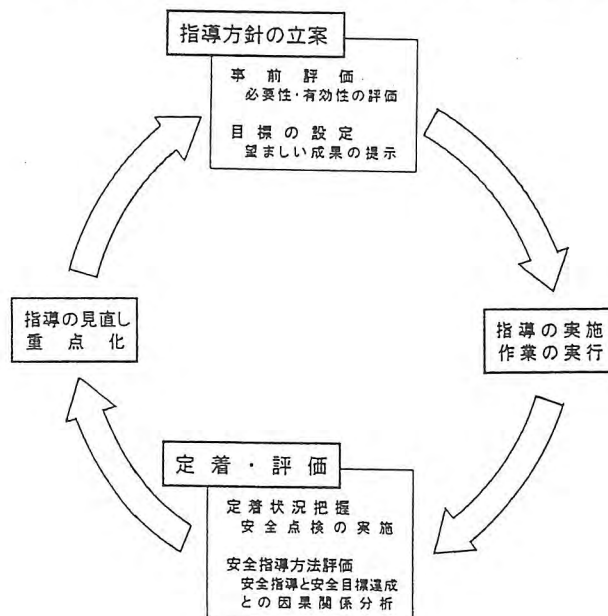 指導方針の立案
事前評価
必要性・有効性の評価
目標の設定
望ましい成果の提示
指導の実施
作業の実行
定着・評価
定着状況把握
安全点検の実施
安全指導方法評価
安全指導と安全目標達成
との因果関係分析
指導の見直し
重点化